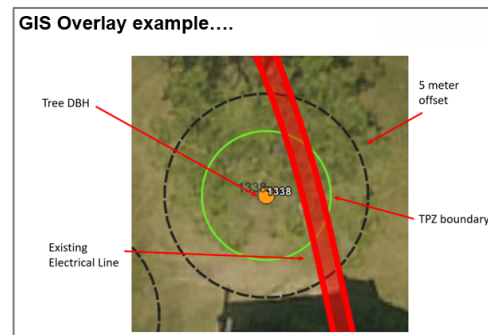 GIS Overlay example....
5 meter
offset
Tree DBH
1338
1338
TPZ boundary
Existing
Electrical Line